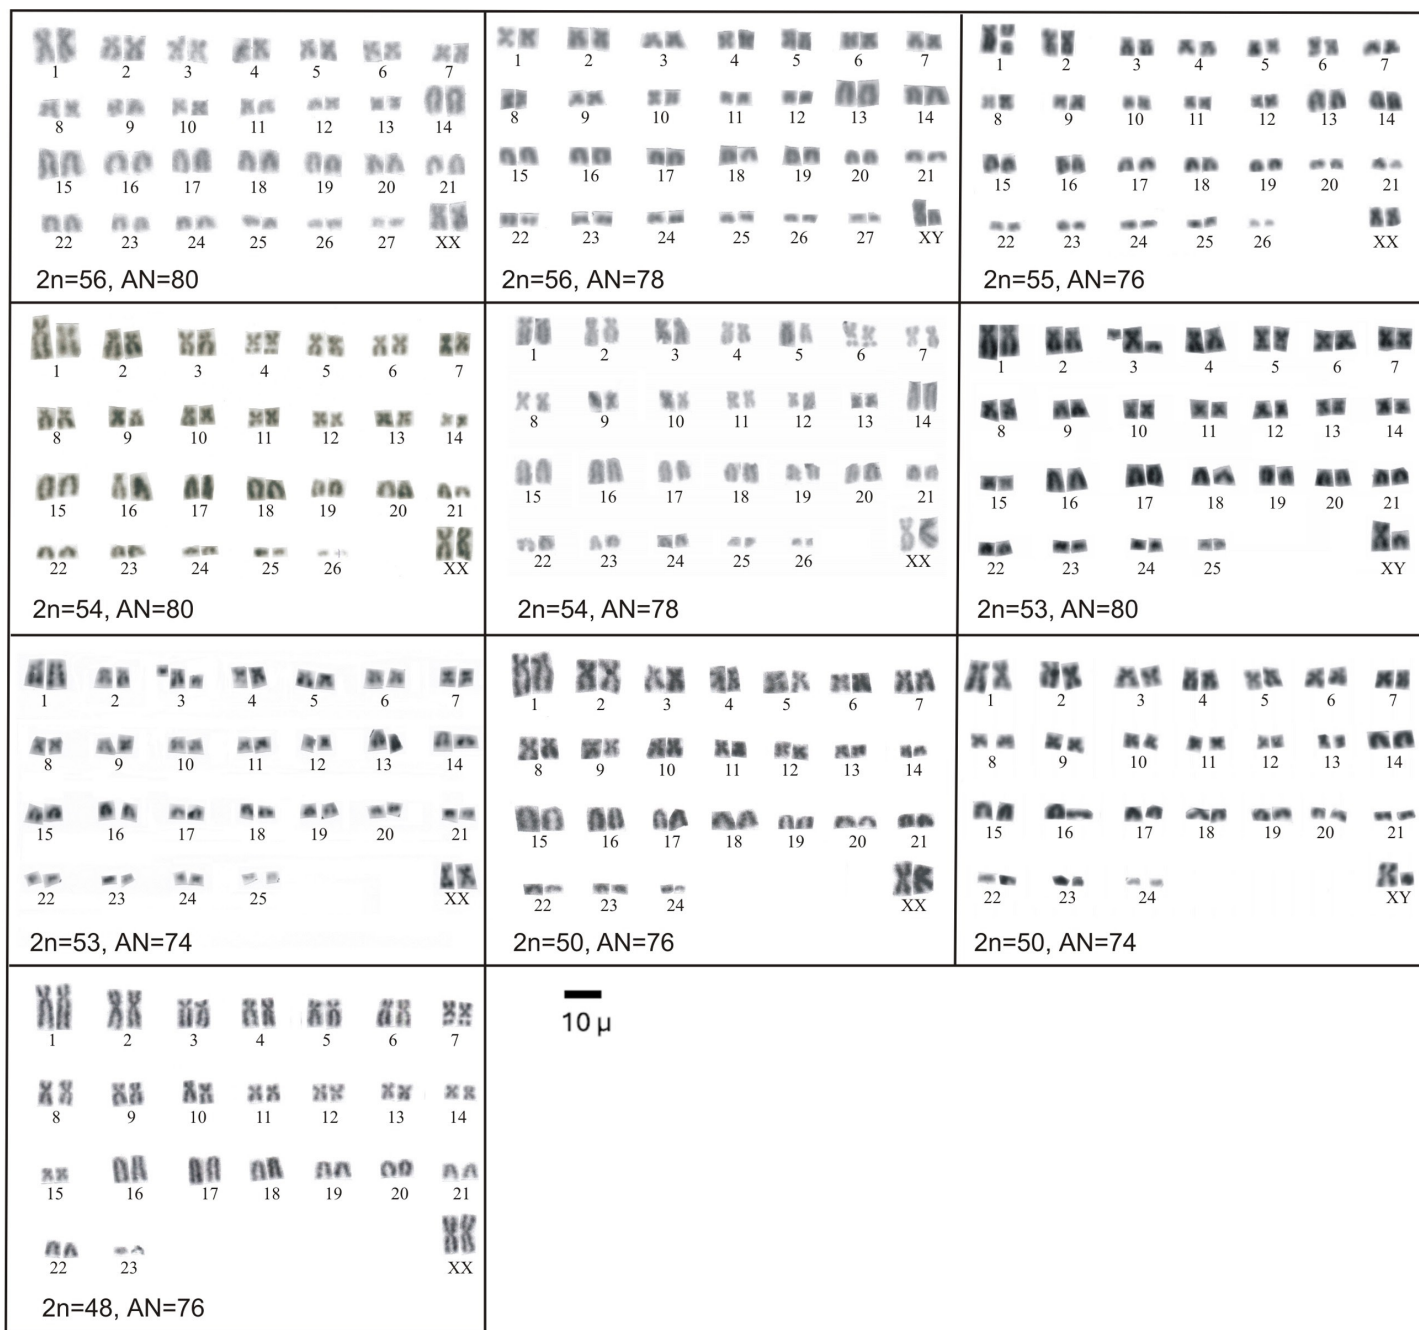 1 2 3 4 5 6 7
8 9 10 11 12 13 14
15 16 17 18 19 20 21
22 23 24 25 26 27 XX
2n=56, AN=80
1 2 3 4 5 6 7
8 9 10 11 12 13 14
15 16 17 18 19 20 21
22 23 24 25 26 27 XY
2n=56, AN=78
1 2 3 4 5 6 7
8 9 10 11 12 13 14
15 16 17 18 19 20 21
22 23 24 25 26 XX
2n=55, AN=76
1 2 3 4 5 6 7
8 9 10 11 12 13 14
15 16 17 18 19 20 21
22 23 24 25 26 XX
2n=54, AN=80
1 2 3 4 5 6 7
8 9 10 11 12 13 14
15 16 17 18 19 20 21
22 23 24 25 26 XX
2n=54, AN=78
1 2 3 4 5 6 7
8 9 10 11 12 13 14
15 16 17 18 19 20 21
22 23 24 25 XY
2n=53, AN=80
1 2 3 4 5 6 7
8 9 10 11 12 13 14
15 16 17 18 19 20 21
22 23 24 25 XX
2n=53, AN=74
1 2 3 4 5 6 7
8 9 10 11 12 13 14
15 16 17 18 19 20 21
22 23 24 XX
2n=50, AN=76
1 2 3 4 5 6 7
8 9 10 11 12 13 14
15 16 17 18 19 20 21
22 23 24 XY
2n=50, AN=74
1 2 3 4 5 6 7
8 9 10 11 12 13 14
15 16 17 18 19 20 21
22 23 XX
2n=48, AN=76
10 µ